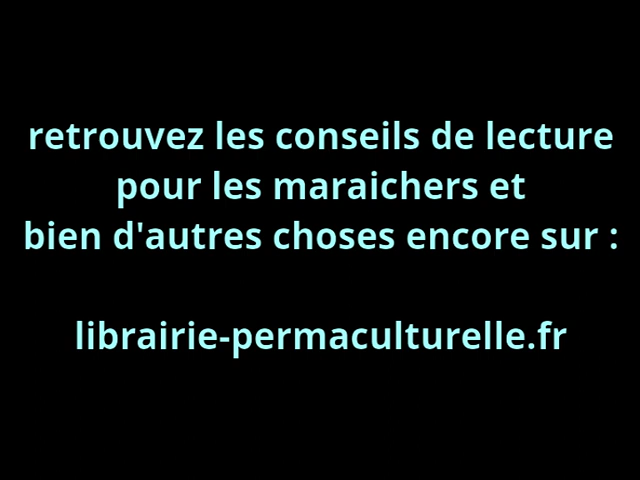 retrouvez les conseils de lecture
pour les maraichers et
bien d'autres choses encore sur :
librairie-permaculturelle.fr